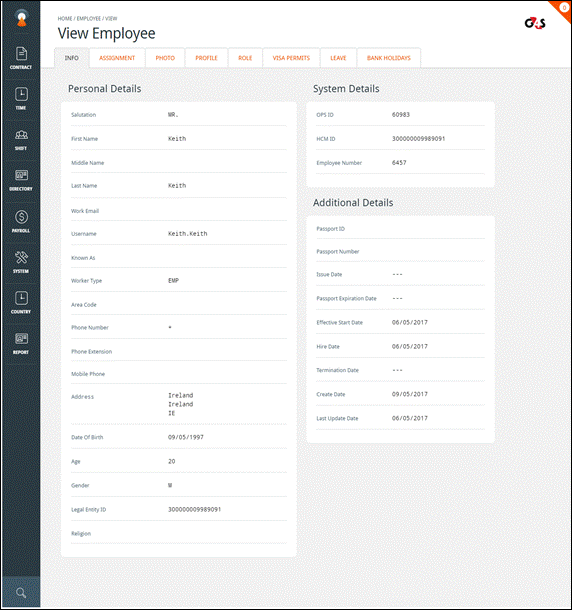 0
HOME / EMPLOYEE / VIEW
View Employee
G4S
INFO ASSIGNMENT PHOTO PROFILE ROLE VISA PERMITS LEAVE BANK HOLIDAYS
CONTRACT
TIME
SHIFT
DIRECTORY
PAYROLL
SYSTEM
COUNTRY
REPORT
Personal Details
Salutation MR.
First Name Keith
Middle Name
Last Name Keith
Work Email
Username Keith.Keith
Known As
Worker Type EMP
Area Code
Phone Number +
Phone Extension
Mobile Phone
Address Ireland
Ireland
IE
Date Of Birth 09/05/1997
Age 20
Gender M
Legal Entity ID 300000009989091
Religion
System Details
OPS ID 60983
HCM ID 300000009989091
Employee Number 6457
Additional Details
Passport ID
Passport Number
Issue Date ---
Passport Expiration Date ---
Effective Start Date 06/05/2017
Hire Date 06/05/2017
Termination Date ---
Create Date 09/05/2017
Last Update Date 06/05/2017